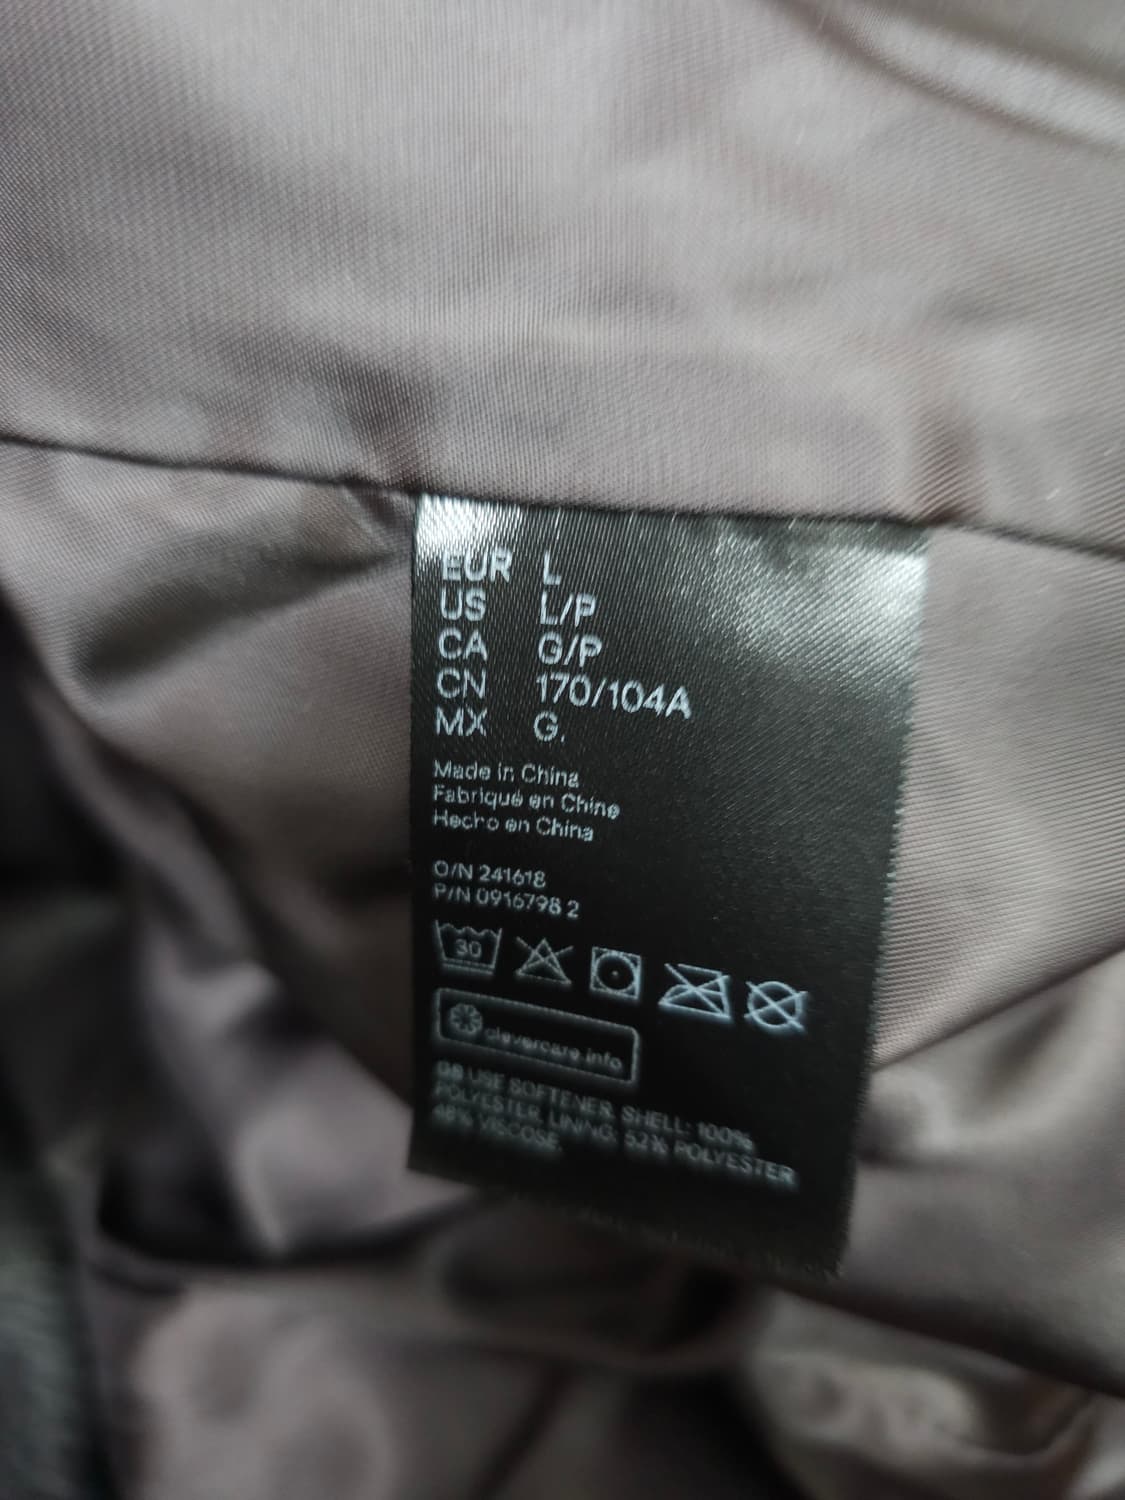 EUR L
US L/P
CA G/P
CN 170/104A
MX G.
Made in China
Fabriqué en Chine
Hecho en China
O/N 241618
P/N 0916798 2
30
clevercare.info
GB USE SOFTENER. SHELL: 100%
POLYESTER, LINING: 52% POLYESTER
48% VISCOSE.